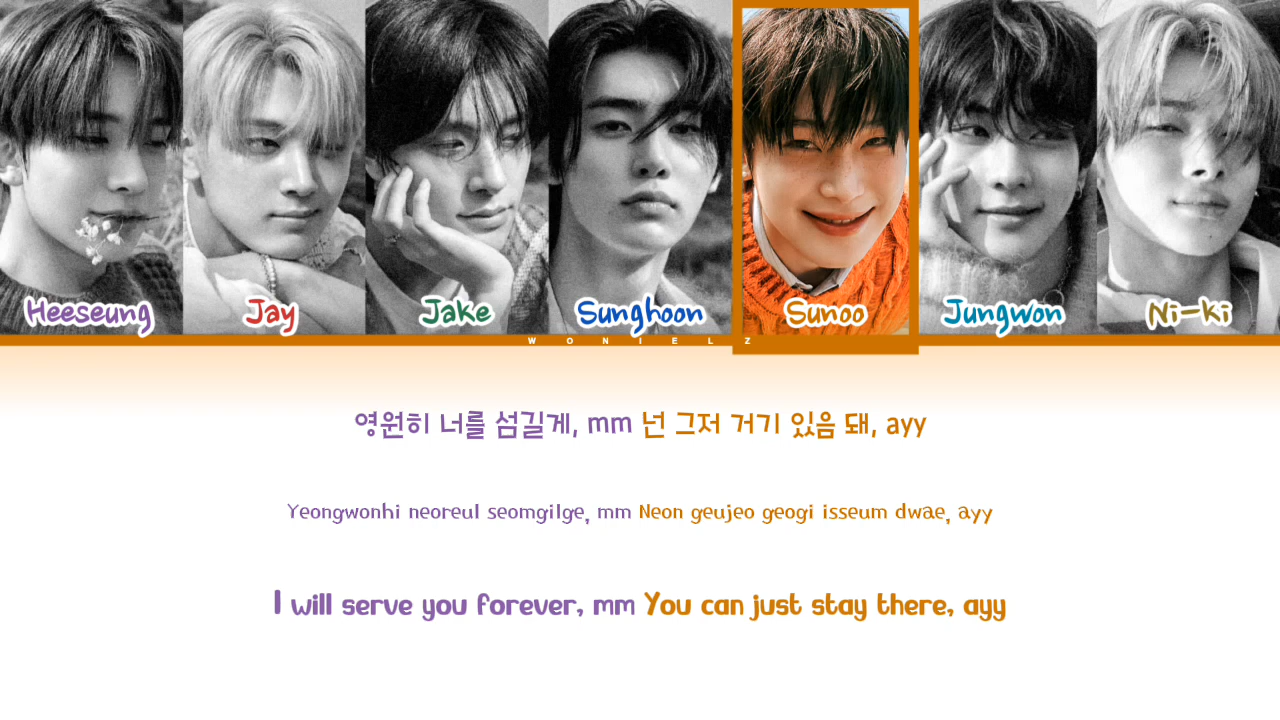 Heeseung Jay Jake Sunghoon Sunoo Jungwon Ni-ki
WONIELZ
영원히 너를 섬길게, mm 넌 그저 거기 있음 돼, ayy
Yeongwonhi neoreul seomgilge, mm Neon geujeo geogi isseum dwae, ayy
I will serve you forever, mm You can just stay there, ayy